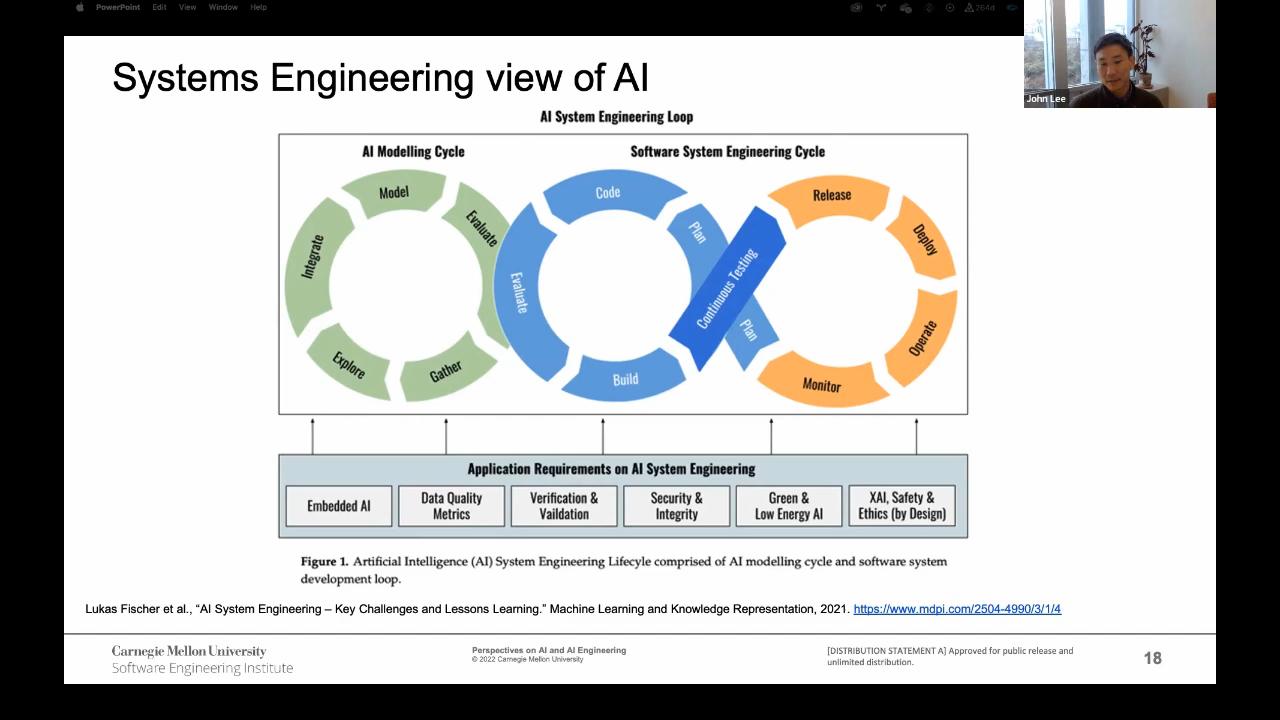 PowerPoint Edit View Window Help
764d
John Lee
Systems Engineering view of AI
AI System Engineering Loop
AI Modelling Cycle
Software System Engineering Cycle
Model
Evaluate
Integrate
Explore
Gather
Code
Plan
Evaluate
Build
Continuous Testing
Plan
Release
Deploy
Operate
Monitor
Application Requirements on AI System Engineering
Embedded AI
Data Quality
Metrics
Verification &
Vaildation
Security &
Integrity
Green &
Low Energy AI
XAI, Safety &
Ethics (by Design)
Figure 1. Artificial Intelligence (AI) System Engineering Lifecyle comprised of AI modelling cycle and software system
development loop.
Lukas Fischer et al., “AI System Engineering – Key Challenges and Lessons Learning.” Machine Learning and Knowledge Representation, 2021. https://www.mdpi.com/2504-4990/3/1/4
Carnegie Mellon University
Software Engineering Institute
Perspectives on AI and AI Engineering
© 2022 Carnegie Mellon University
[DISTRIBUTION STATEMENT A] Approved for public release and
unlimited distribution.
18